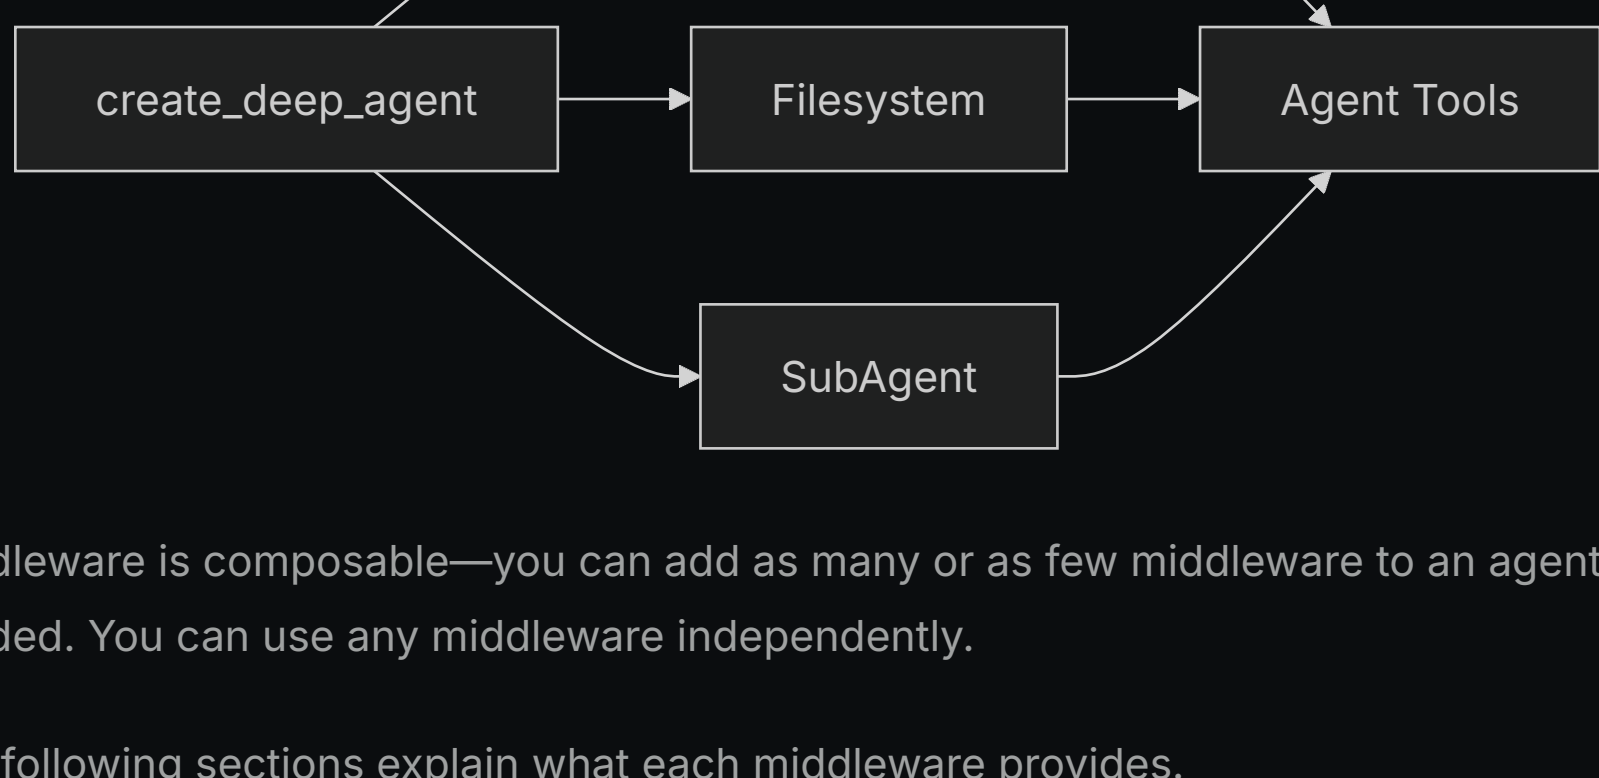 create_deep_agent
Filesystem
Agent Tools
SubAgent
dleware is composable—you can add as many or as few middleware to an agent
ded. You can use any middleware independently.
following sections explain what each middleware provides.